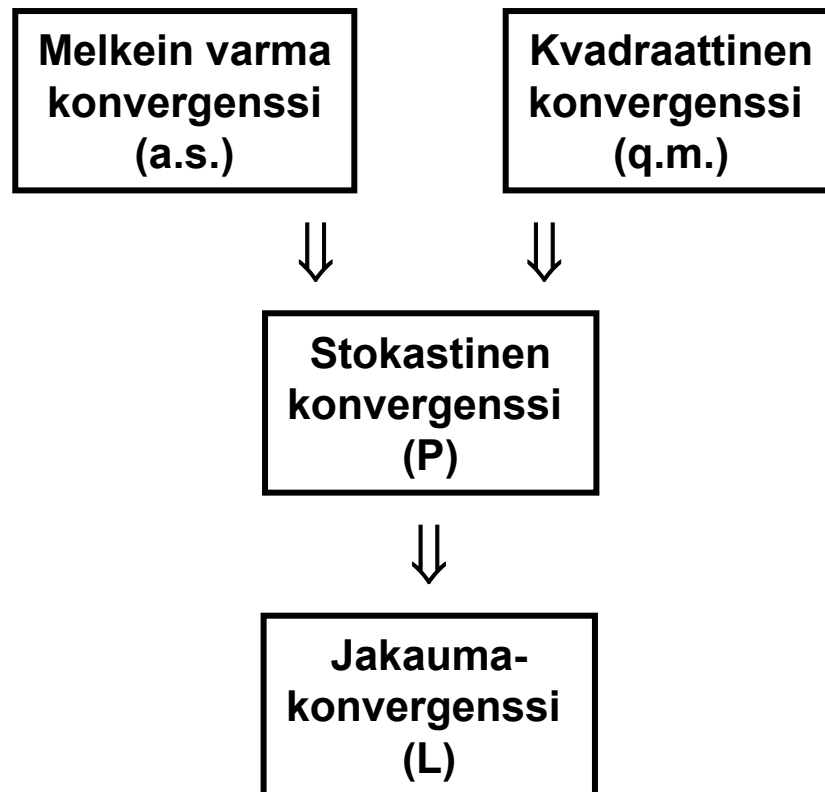 Melkein varma
konvergenssi
(a.s.)
Kvadraattinen
konvergenssi
(q.m.)
⇓ ⇓
Stokastinen
konvergenssi
(P)
⇓
Jakauma-
konvergenssi
(L)